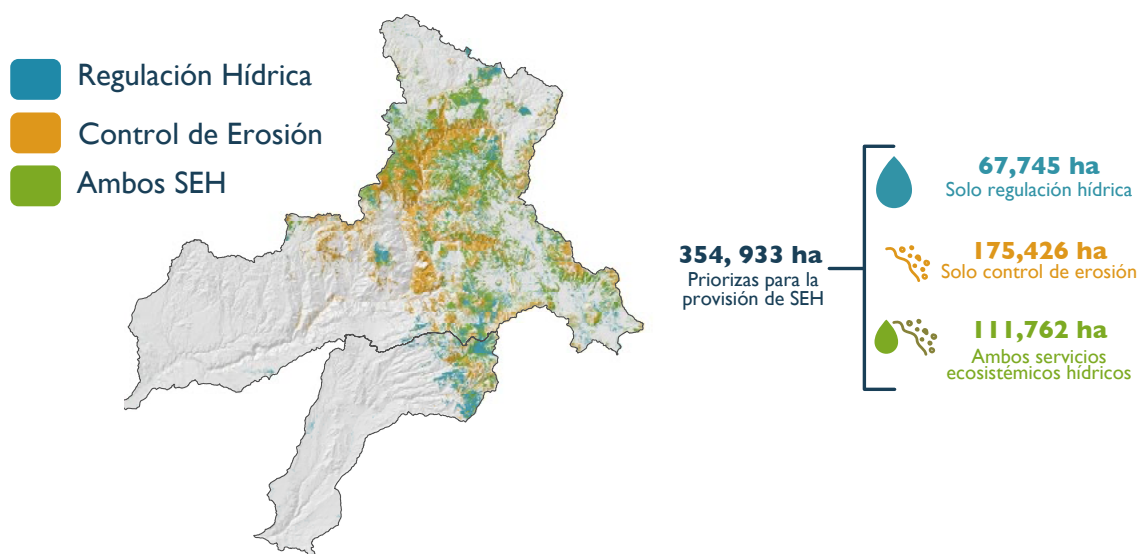 Regulación Hídrica
Control de Erosión
Ambos SEH
354, 933 ha
Priorizas para la
provisión de SEH
67,745 ha
Solo regulación hídrica
175,426 ha
Solo control de erosión
111,762 ha
Ambos servicios
ecosistémicos hídricos